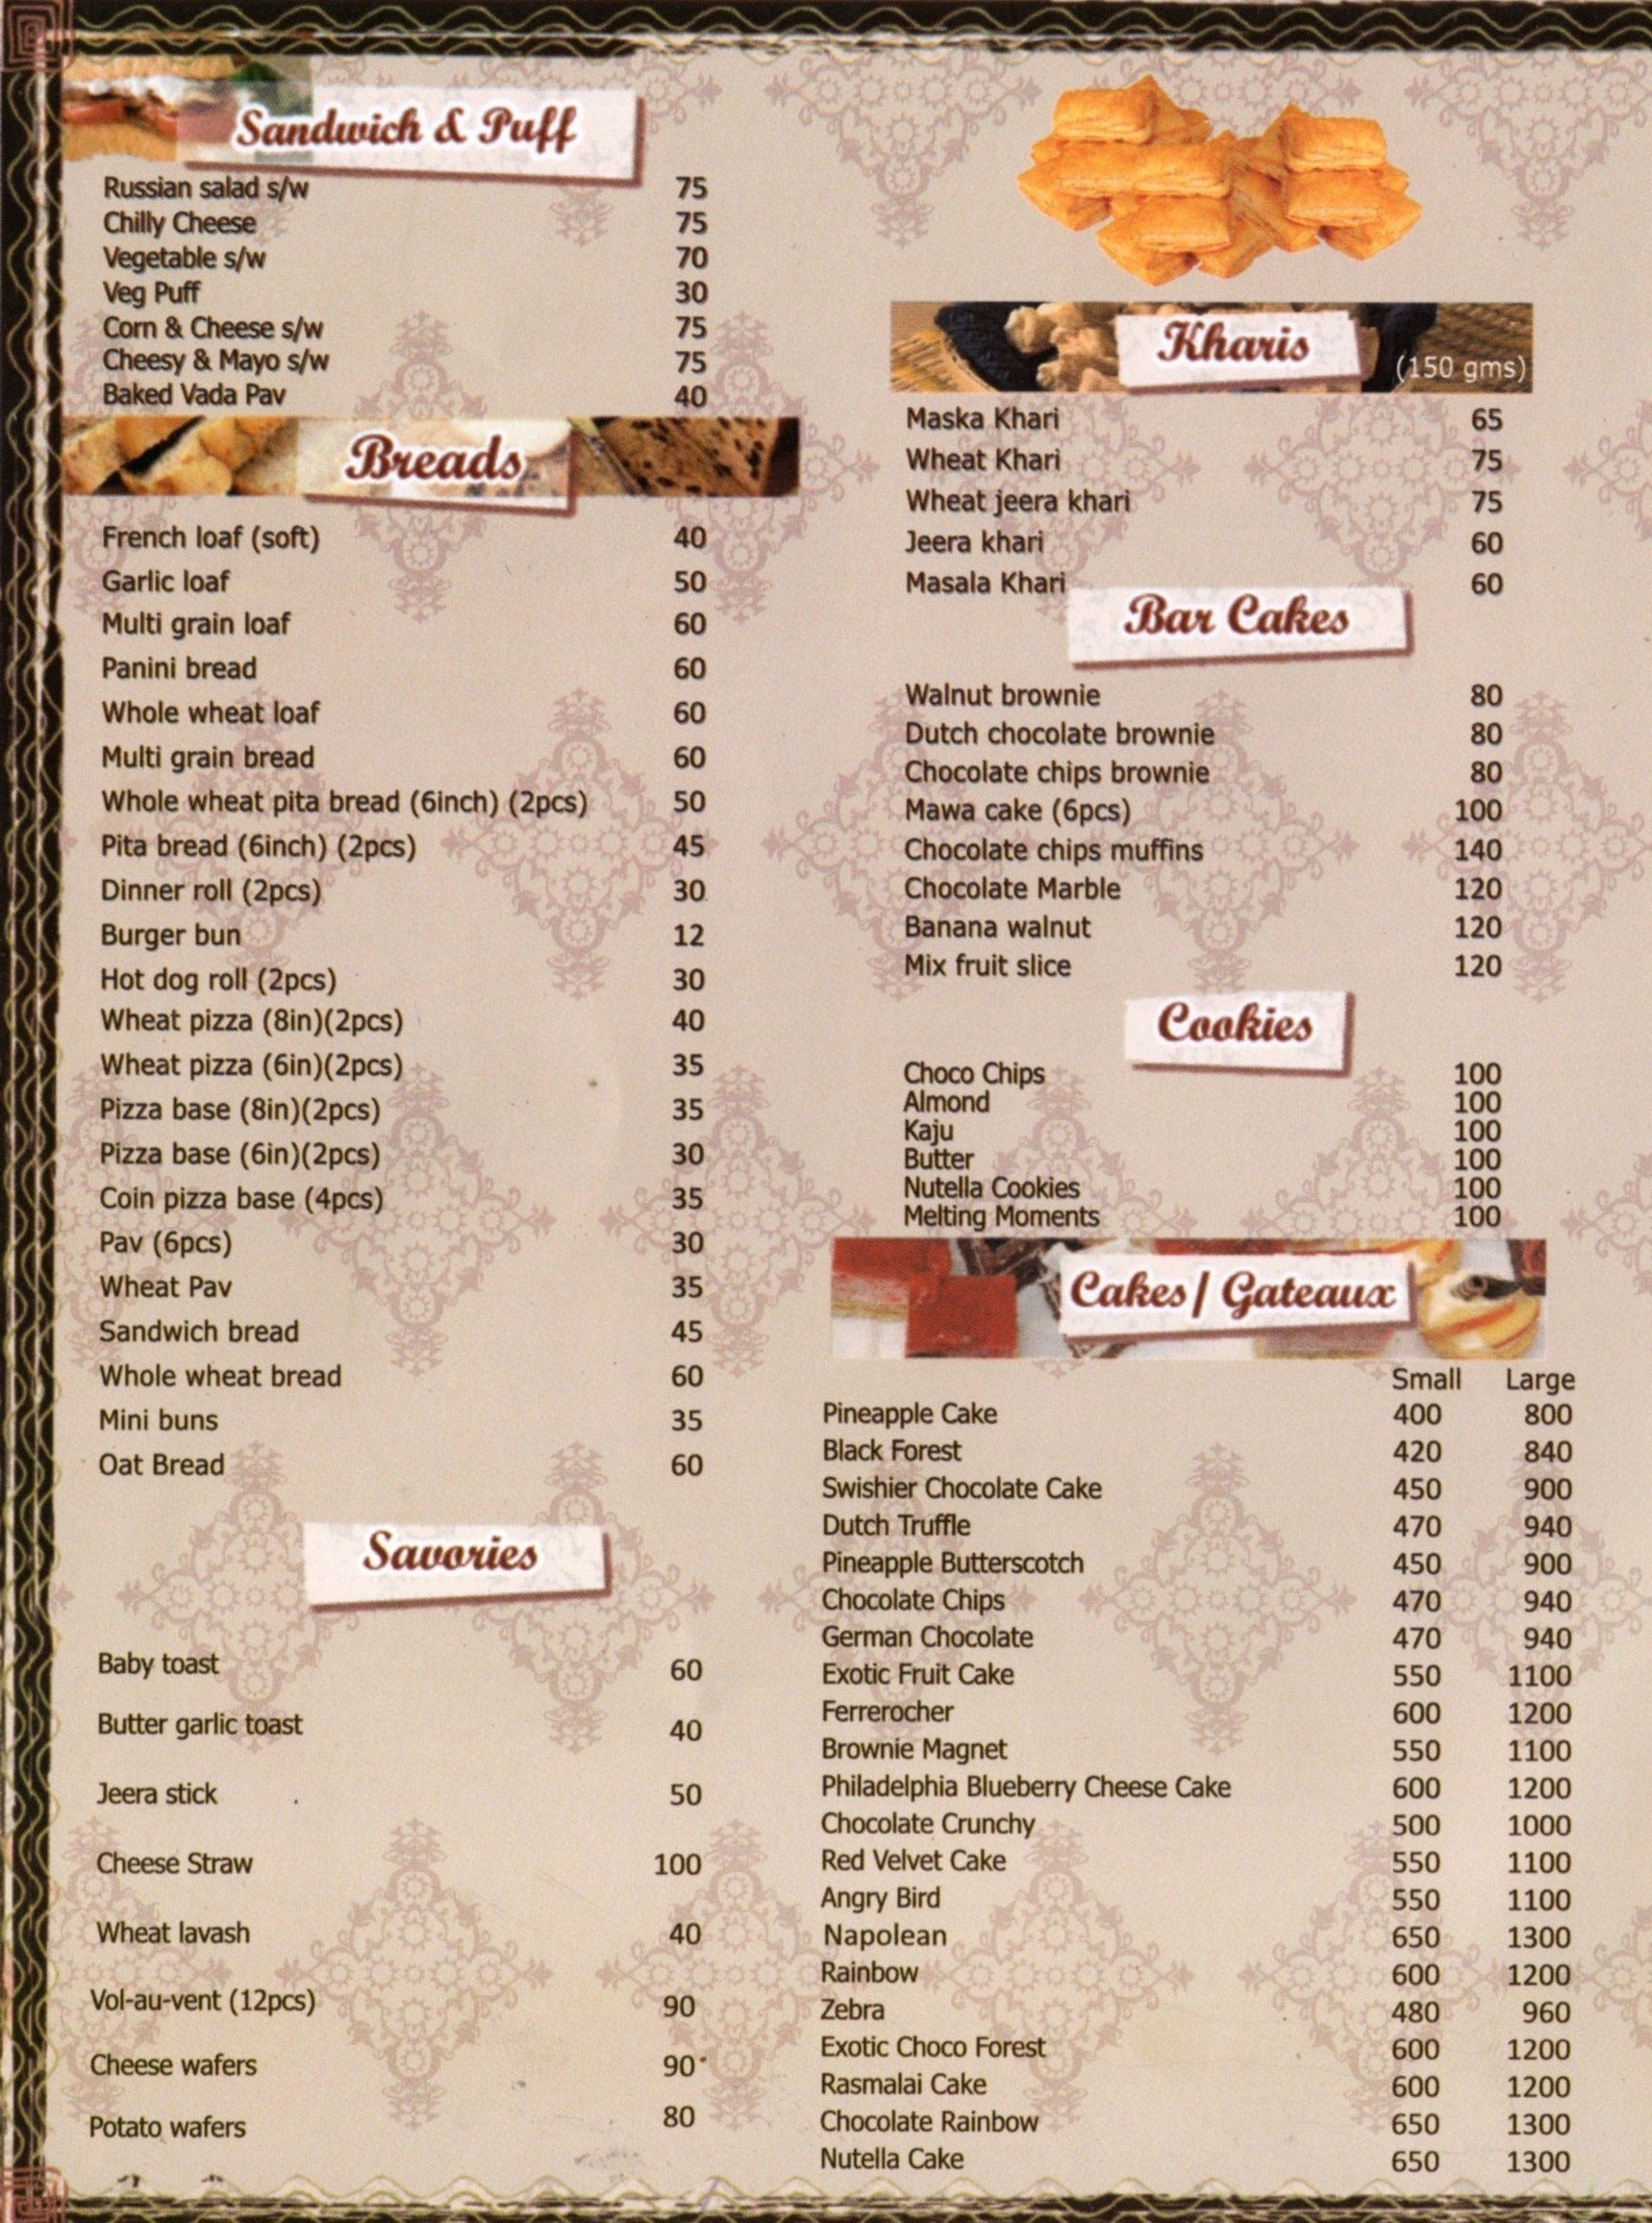 Sandwich & Puff
Russian salad s/w 75
Chilly Cheese 75
Vegetable s/w 70
Veg Puff 30
Corn & Cheese s/w 75
Cheesy & Mayo s/w 75
Baked Vada Pav 40
Breads
French loaf (soft) 40
Garlic loaf 50
Multi grain loaf 60
Panini bread 60
Whole wheat loaf 60
Multi grain bread 60
Whole wheat pita bread (6inch) (2pcs) 50
Pita bread (6inch) (2pcs) 45
Dinner roll (2pcs) 30
Burger bun 12
Hot dog roll (2pcs) 30
Wheat pizza (8in)(2pcs) 40
Wheat pizza (6in)(2pcs) 35
Pizza base (8in)(2pcs) 35
Pizza base (6in)(2pcs) 30
Coin pizza base (4pcs) 35
Pav (6pcs) 30
Wheat Pav 35
Sandwich bread 45
Whole wheat bread 60
Mini buns 35
Oat Bread 60
Savories
Baby toast 60
Butter garlic toast 40
Jeera stick 50
Cheese Straw 100
Wheat lavash 40
Vol-au-vent (12pcs) 90
Cheese wafers 90
Potato wafers 80
Kharis (150 gms)
Maska Khari 65
Wheat Khari 75
Wheat jeera khari 75
Jeera khari 60
Masala Khari 60
Bar Cakes
Walnut brownie 80
Dutch chocolate brownie 80
Chocolate chips brownie 80
Mawa cake (6pcs) 100
Chocolate chips muffins 140
Chocolate Marble 120
Banana walnut 120
Mix fruit slice 120
Cookies
Choco Chips 100
Almond 100
Kaju 100
Butter 100
Nutella Cookies 100
Melting Moments 100
Cakes/ Gateaux
Small Large
Pineapple Cake 400 800
Black Forest 420 840
Swishier Chocolate Cake 450 900
Dutch Truffle 470 940
Pineapple Butterscotch 450 900
Chocolate Chips 470 940
German Chocolate 470 940
Exotic Fruit Cake 550 1100
Ferrerocher 600 1200
Brownie Magnet 550 1100
Philadelphia Blueberry Cheese Cake 600 1200
Chocolate Crunchy 500 1000
Red Velvet Cake 550 1100
Angry Bird 550 1100
Napolean 650 1300
Rainbow 600 1200
Zebra 480 960
Exotic Choco Forest 600 1200
Rasmalai Cake 600 1200
Chocolate Rainbow 650 1300
Nutella Cake 650 1300